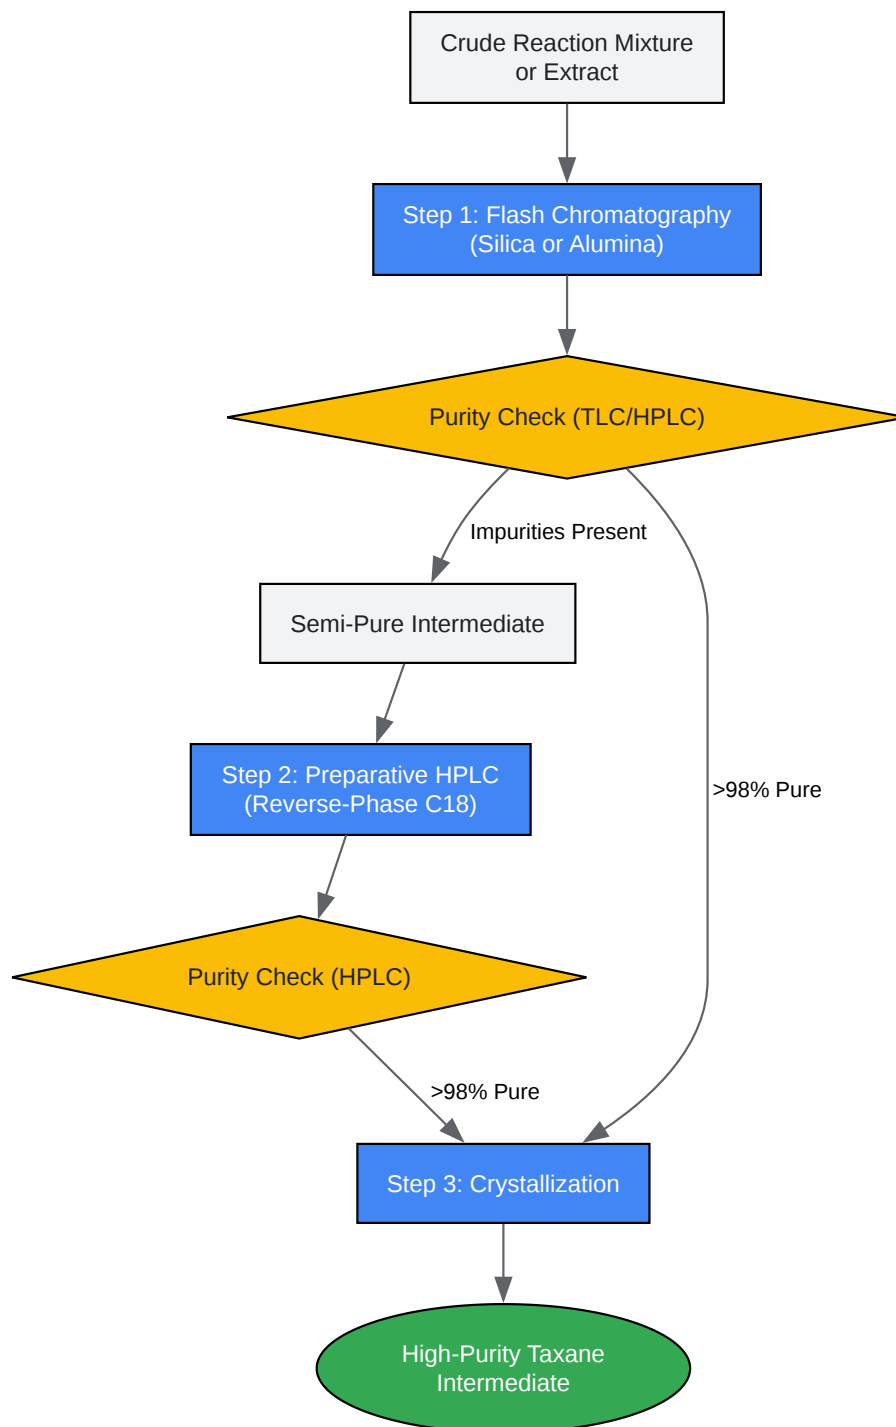 Crude Reaction Mixture
or Extract
Step 1: Flash Chromatography
(Silica or Alumina)
Purity Check (TLC/HPLC)
Impurities Present
Semi-Pure Intermediate
Step 2: Preparative HPLC
(Reverse-Phase C18)
>98% Pure
Purity Check (HPLC)
>98% Pure
Step 3: Crystallization
High-Purity Taxane
Intermediate